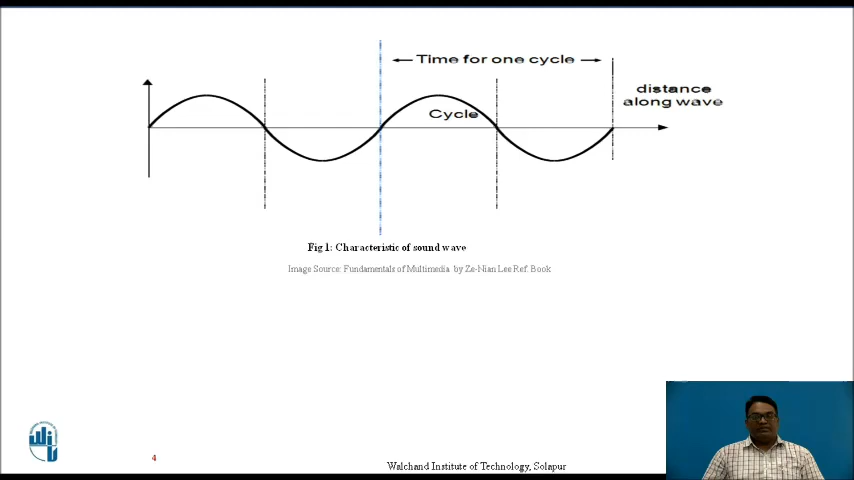 Time for one cycle
distance
along wave
Cycle
Fig 1: Characteristic of sound wave
Image Source: Fundamentals of Multimedia by Ze-Nian Lee Ref. Book
4
Walchand Institute of Technology, Solapur